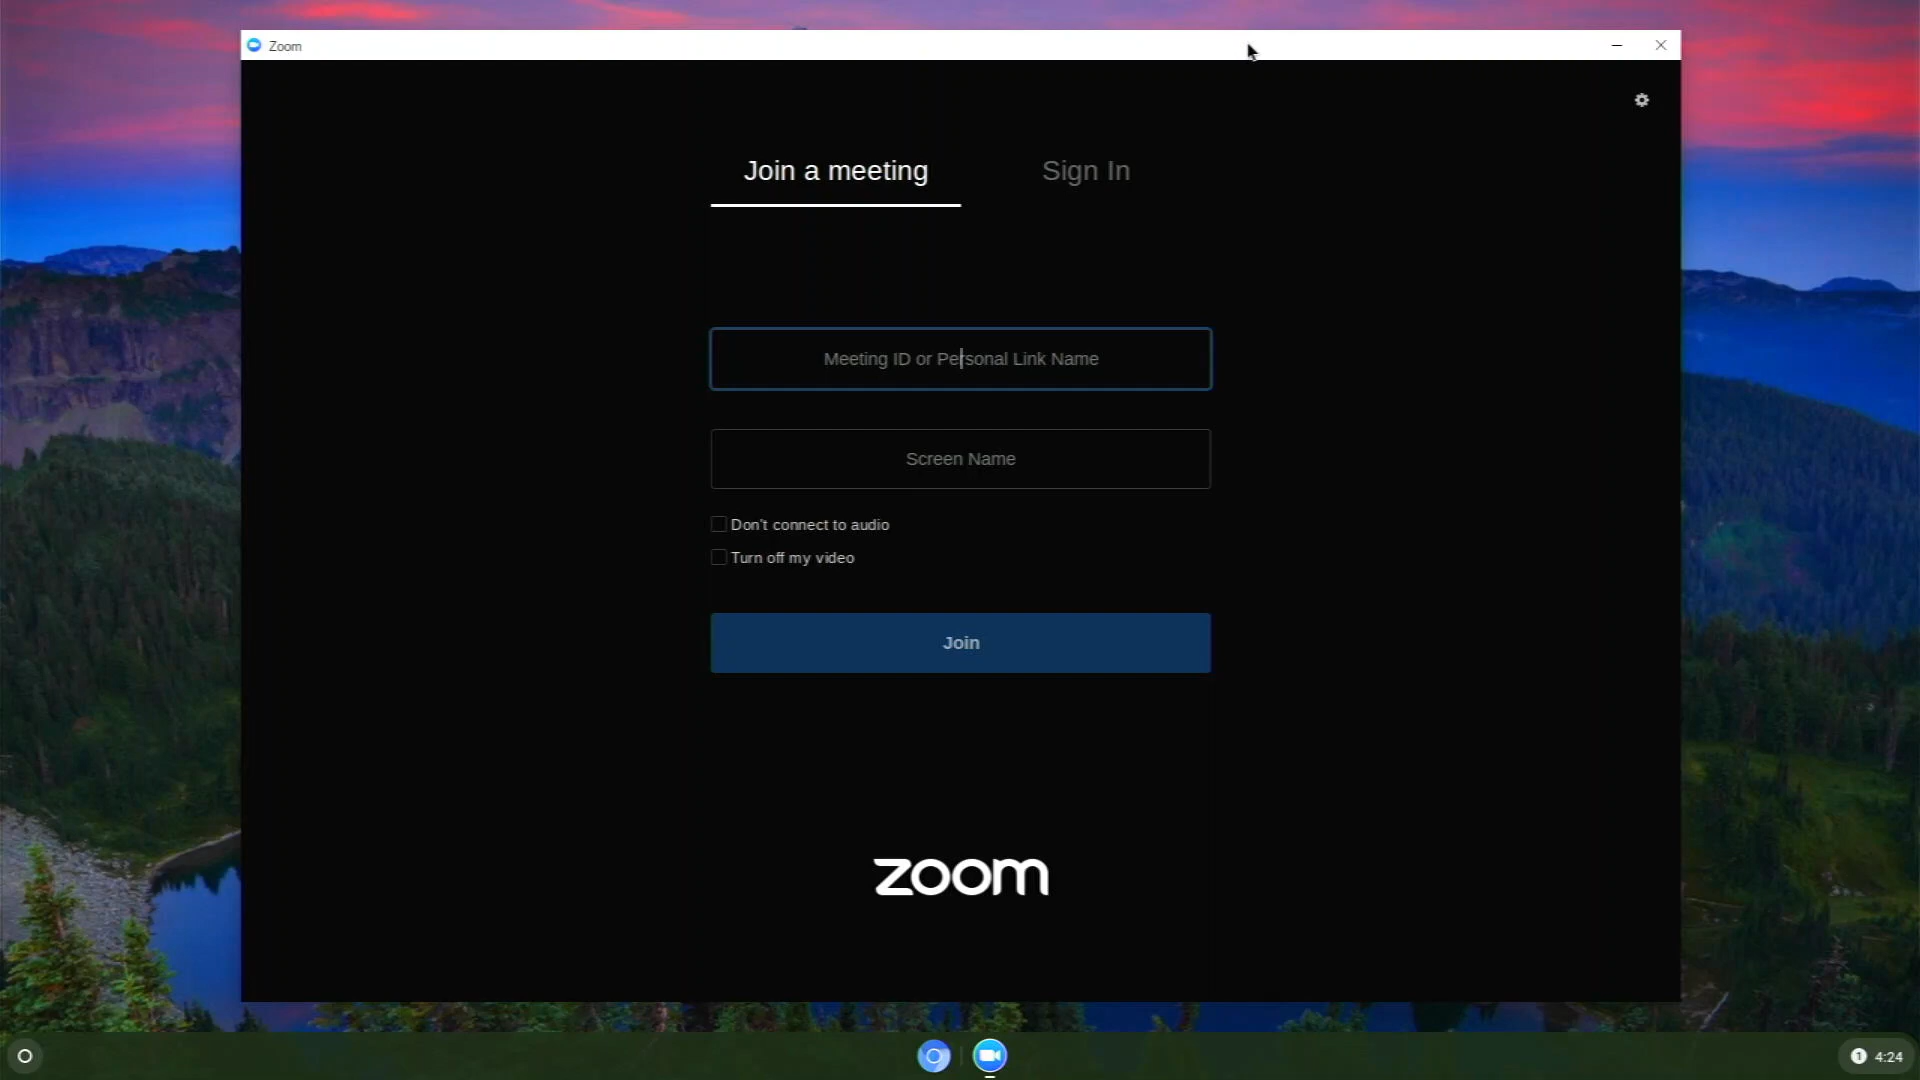 Zoom
Join a meeting
Sign In
Meeting ID or Personal Link Name
Screen Name
Don't connect to audio
Turn off my video
Join
zoom
1 4:24